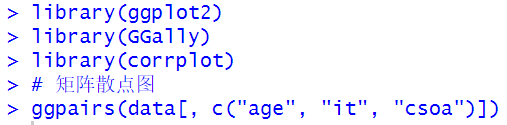 > library(ggplot2)
> library(GGally)
> library(corrplot)
> # 矩阵散点图
> ggpairs(data[, c("age", "it", "csoa")])